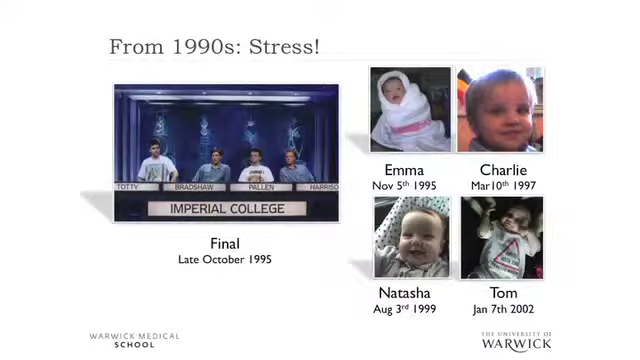 From 1990s: Stress!
TOTTY
BRADSHAW
PALLEN
HARRISO
IMPERIAL COLLEGE
Final
Late October 1995
Emma
Nov 5th 1995
Charlie
Mar10th 1997
Natasha
Aug 3rd 1999
Tom
Jan 7th 2002
WARWICK MEDICAL
SCHOOL
THE UNIVERSITY OF
WARWICK